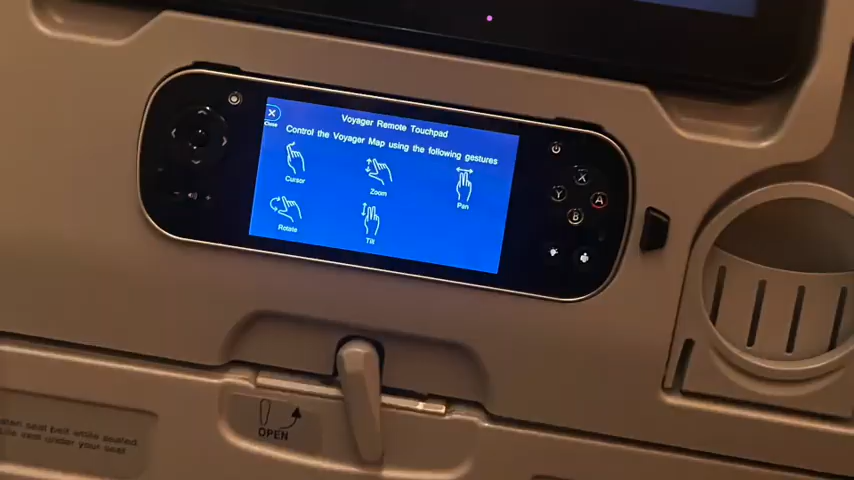 Voyager Remote Touchpad
Close
Control the Voyager Map using the following gestures
Cursor
Zoom
Pan
Rotate
Tilt
X
Y
A
B
OPEN
seat belt while seated
vest under your seat